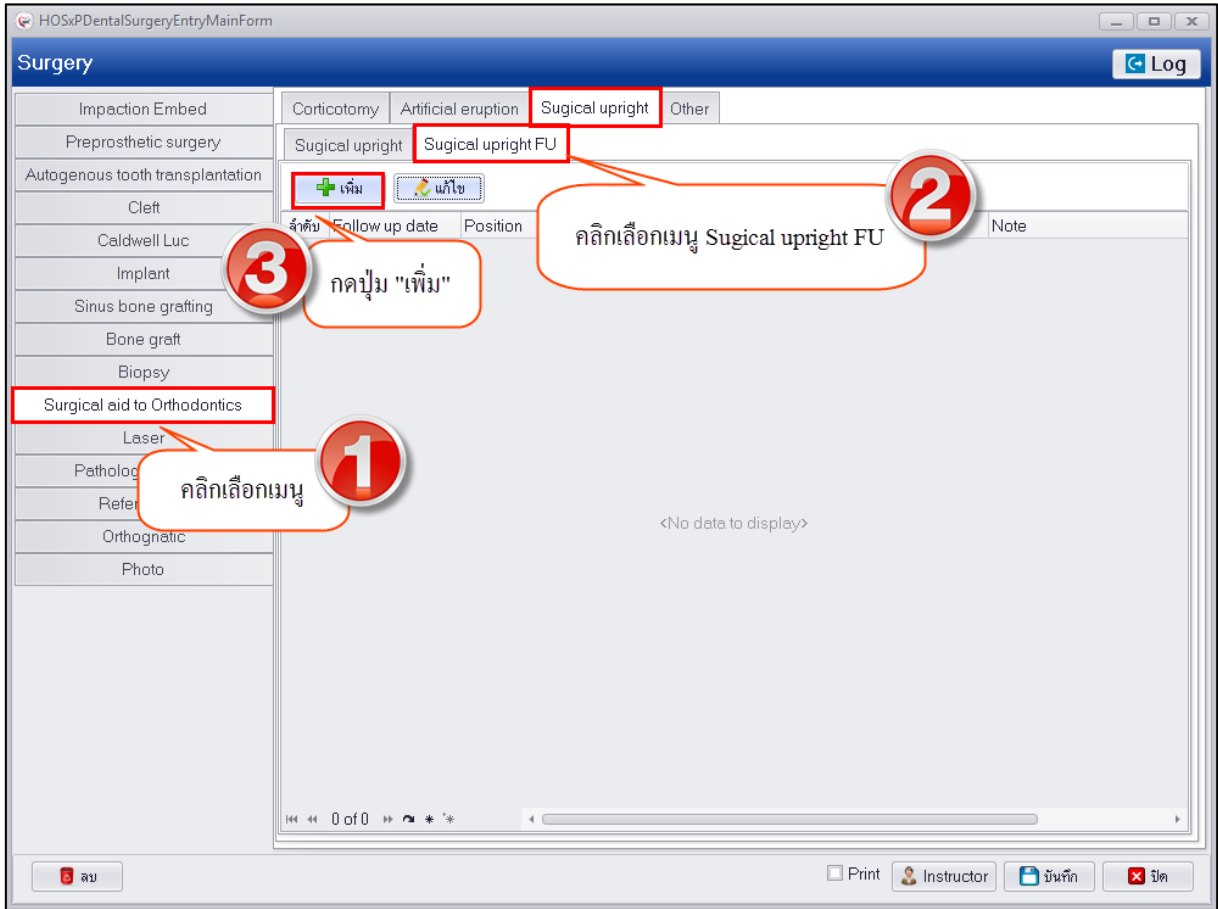 HOSxPDentalSurgeryEntryMainForm
Surgery
Log
Impaction Embed
Preprosthetic surgery
Autogenous tooth transplantation
Cleft
Caldwell Luc
Implant
Sinus bone grafting
Bone graft
Biopsy
Surgical aid to Orthodontics
Laser
Patholog
Refer
Orthognatic
Photo
Corticotomy Artificial eruption Sugical upright Other
Sugical upright Sugical upright FU
เพิ่ม แก้ไข
ลำดับ Follow up date Position Note
2
คลิกเลือกเมนู Sugical upright FU
3
กดปุ่ม "เพิ่ม"
1
คลิกเลือกเมนู
<No data to display>
0 of 0
ลบ
Print Instructor บันทึก ปิด